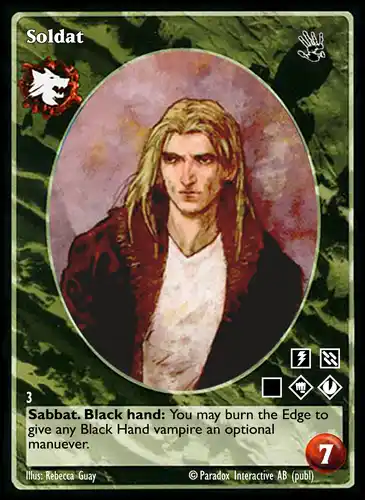 Soldat
3
Sabbat. Black hand: You may burn the Edge to
give any Black Hand vampire an optional
manuever.
7
Illus: Rebecca Guay © Paradox Interactive AB (publ)